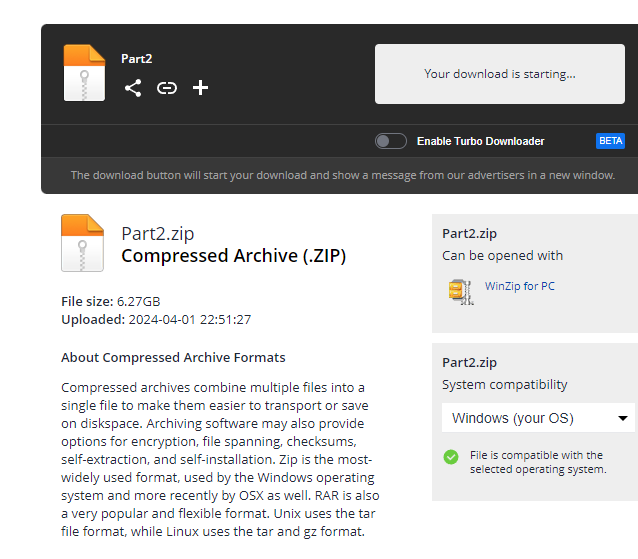 Part2
Your download is starting...
Enable Turbo Downloader
BETA
The download button will start your download and show a message from our advertisers in a new window.
Part2.zip
Compressed Archive (.ZIP)
File size: 6.27GB
Uploaded: 2024-04-01 22:51:27
About Compressed Archive Formats
Compressed archives combine multiple files into a
single file to make them easier to transport or save
on diskspace. Archiving software may also provide
options for encryption, file spanning, checksums,
self-extraction, and self-installation. Zip is the most-
widely used format, used by the Windows operating
system and more recently by OSX as well. RAR is also
a very popular and flexible format. Unix uses the tar
file format, while Linux uses the tar and gz format.
Part2.zip
Can be opened with
WinZip for PC
Part2.zip
System compatibility
Windows (your OS)
File is compatible with the
selected operating system.